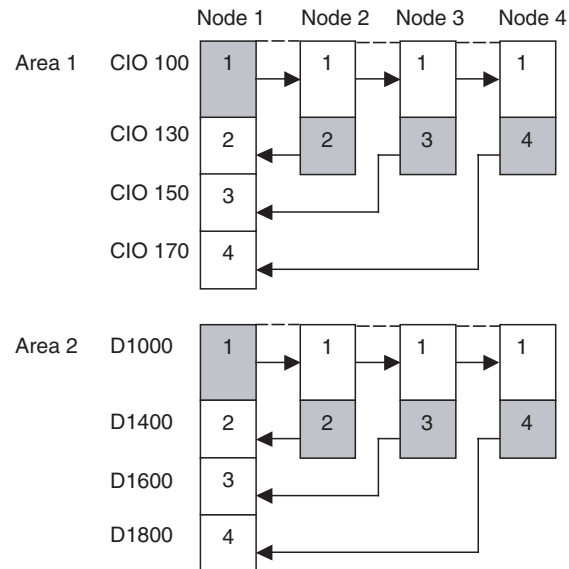 Node 1 Node 2 Node 3 Node 4
Area 1 CIO 100 1 1 1 1
CIO 130 2 2 3 4
CIO 150 3
CIO 170 4
Area 2 D1000 1 1 1 1
D1400 2 2 3 4
D1600 3
D1800 4